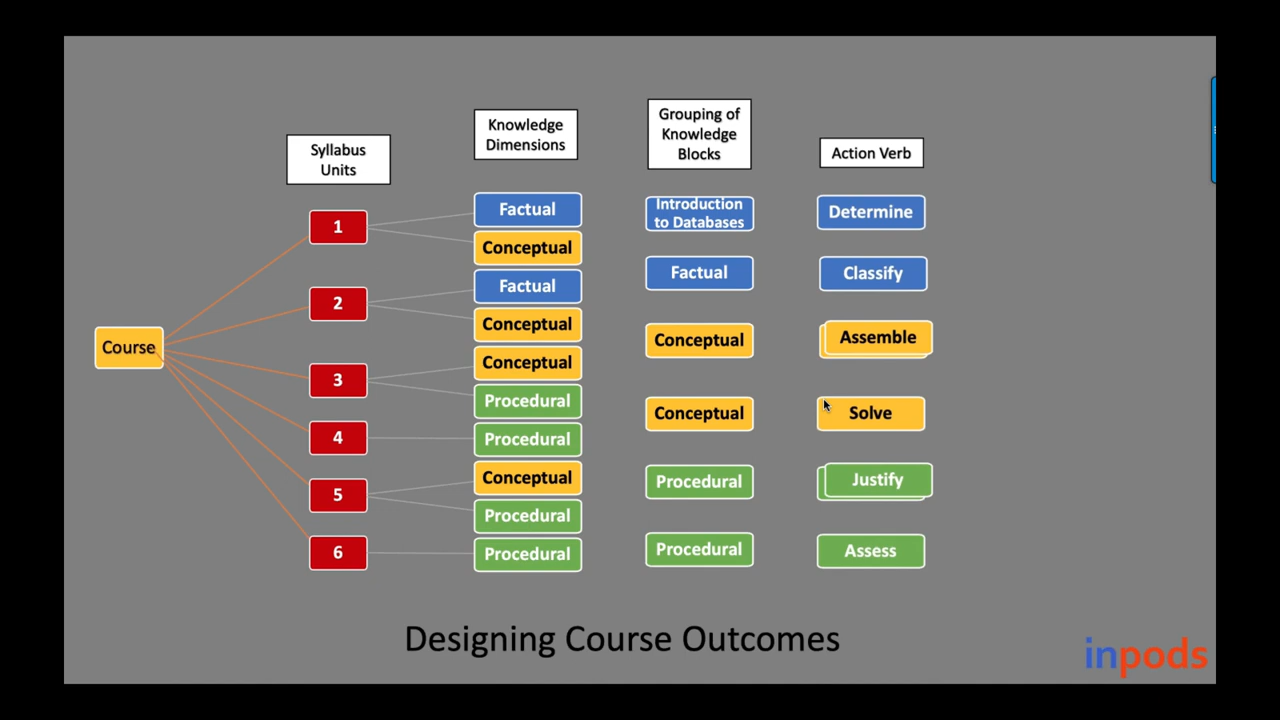 Syllabus
Units
Knowledge
Dimensions
Grouping of
Knowledge
Blocks
Action Verb
Course
1
2
3
4
5
6
Factual
Conceptual
Factual
Conceptual
Conceptual
Procedural
Procedural
Conceptual
Procedural
Procedural
Introduction
to Databases
Factual
Conceptual
Conceptual
Procedural
Procedural
Determine
Classify
Assemble
Solve
Justify
Assess
Designing Course Outcomes
inpods